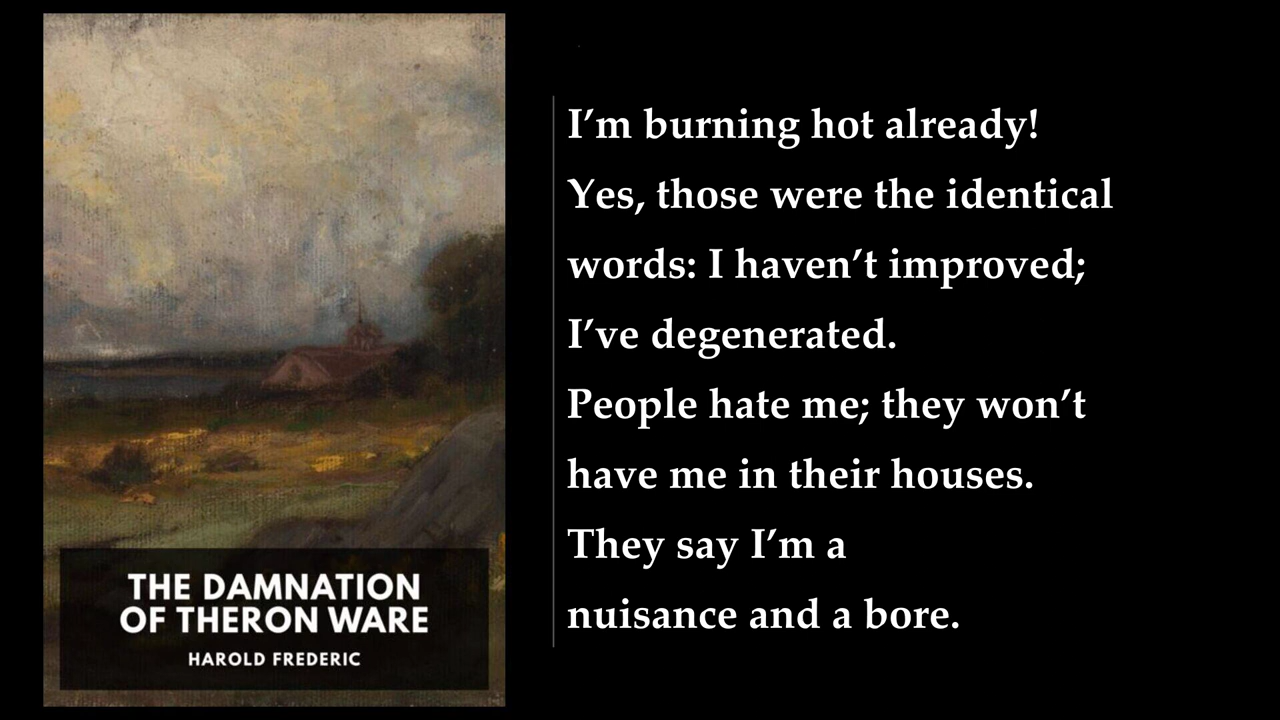 THE DAMNATION
OF THERON WARE
HAROLD FREDERIC
I’m burning hot already!
Yes, those were the identical
words: I haven’t improved;
I’ve degenerated.
People hate me; they won’t
have me in their houses.
They say I’m a
nuisance and a bore.